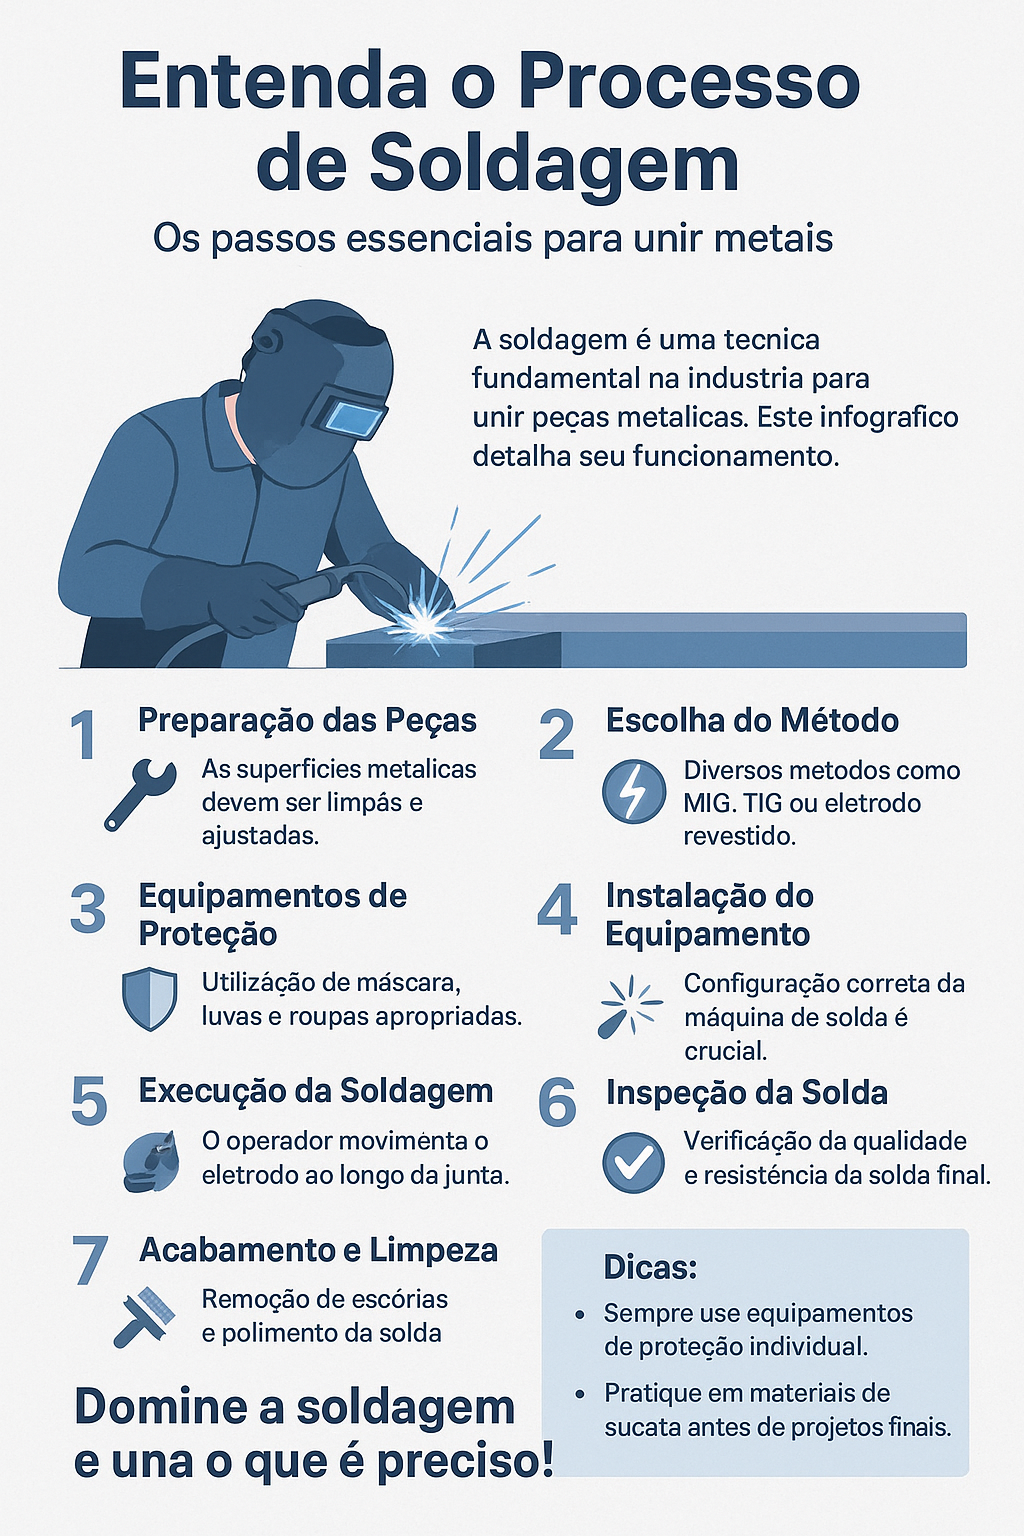 Entenda o Processo
de Soldagem
Os passos essenciais para unir metais
A soldagem é uma tecnica
fundamental na industria para
unir peças metalicas. Este infografico
detalha seu funcionamento.
1
Preparação das Peças
As superficies metalicas
devem ser limpás e
ajustadas.
2
Escolha do Método
Diversos metodos como
MIG. TIG ou eletrodo
revestido.
3
Equipamentos de
Proteção
Utilizáção de máscara,
luvas e roupas apropriadas.
4
Instalação do
Equipamento
Configuração correta da
máquina de solda é
crucial.
5
Execução da Soldagem
O operador movimenta o
eletrodo ao longo da junta.
6
Inspeção da Solda
Verificáção da qualidade
e resisténcia da solda final.
7
Acabamento e Limpeza
Remoção de escórias
e polimento da solda
Dicas:
• Sempre use equipamentos
de proteção individual.
• Pratique em materiais de
sucata antes de projetos finais.
Domine a soldagem
e una o que é preciso!